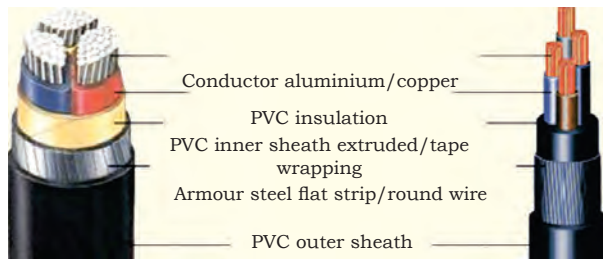 Conductor aluminium/copper
PVC insulation
PVC inner sheath extruded/tape
wrapping
Armour steel flat strip/round wire
PVC outer sheath